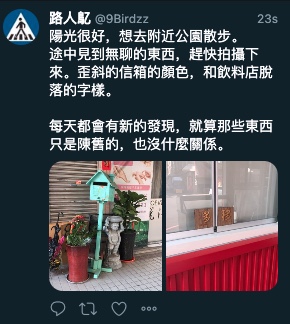 路人髟 @9Birdzz 23s
陽光很好，想去附近公園散步。
途中見到無聊的東西，趕快拍攝下
來。歪斜的信箱的顏色，和飲料店脫
落的字樣。
每天都會有新的發現，就算那些東西
只是陳舊的，也沒什麼關係。